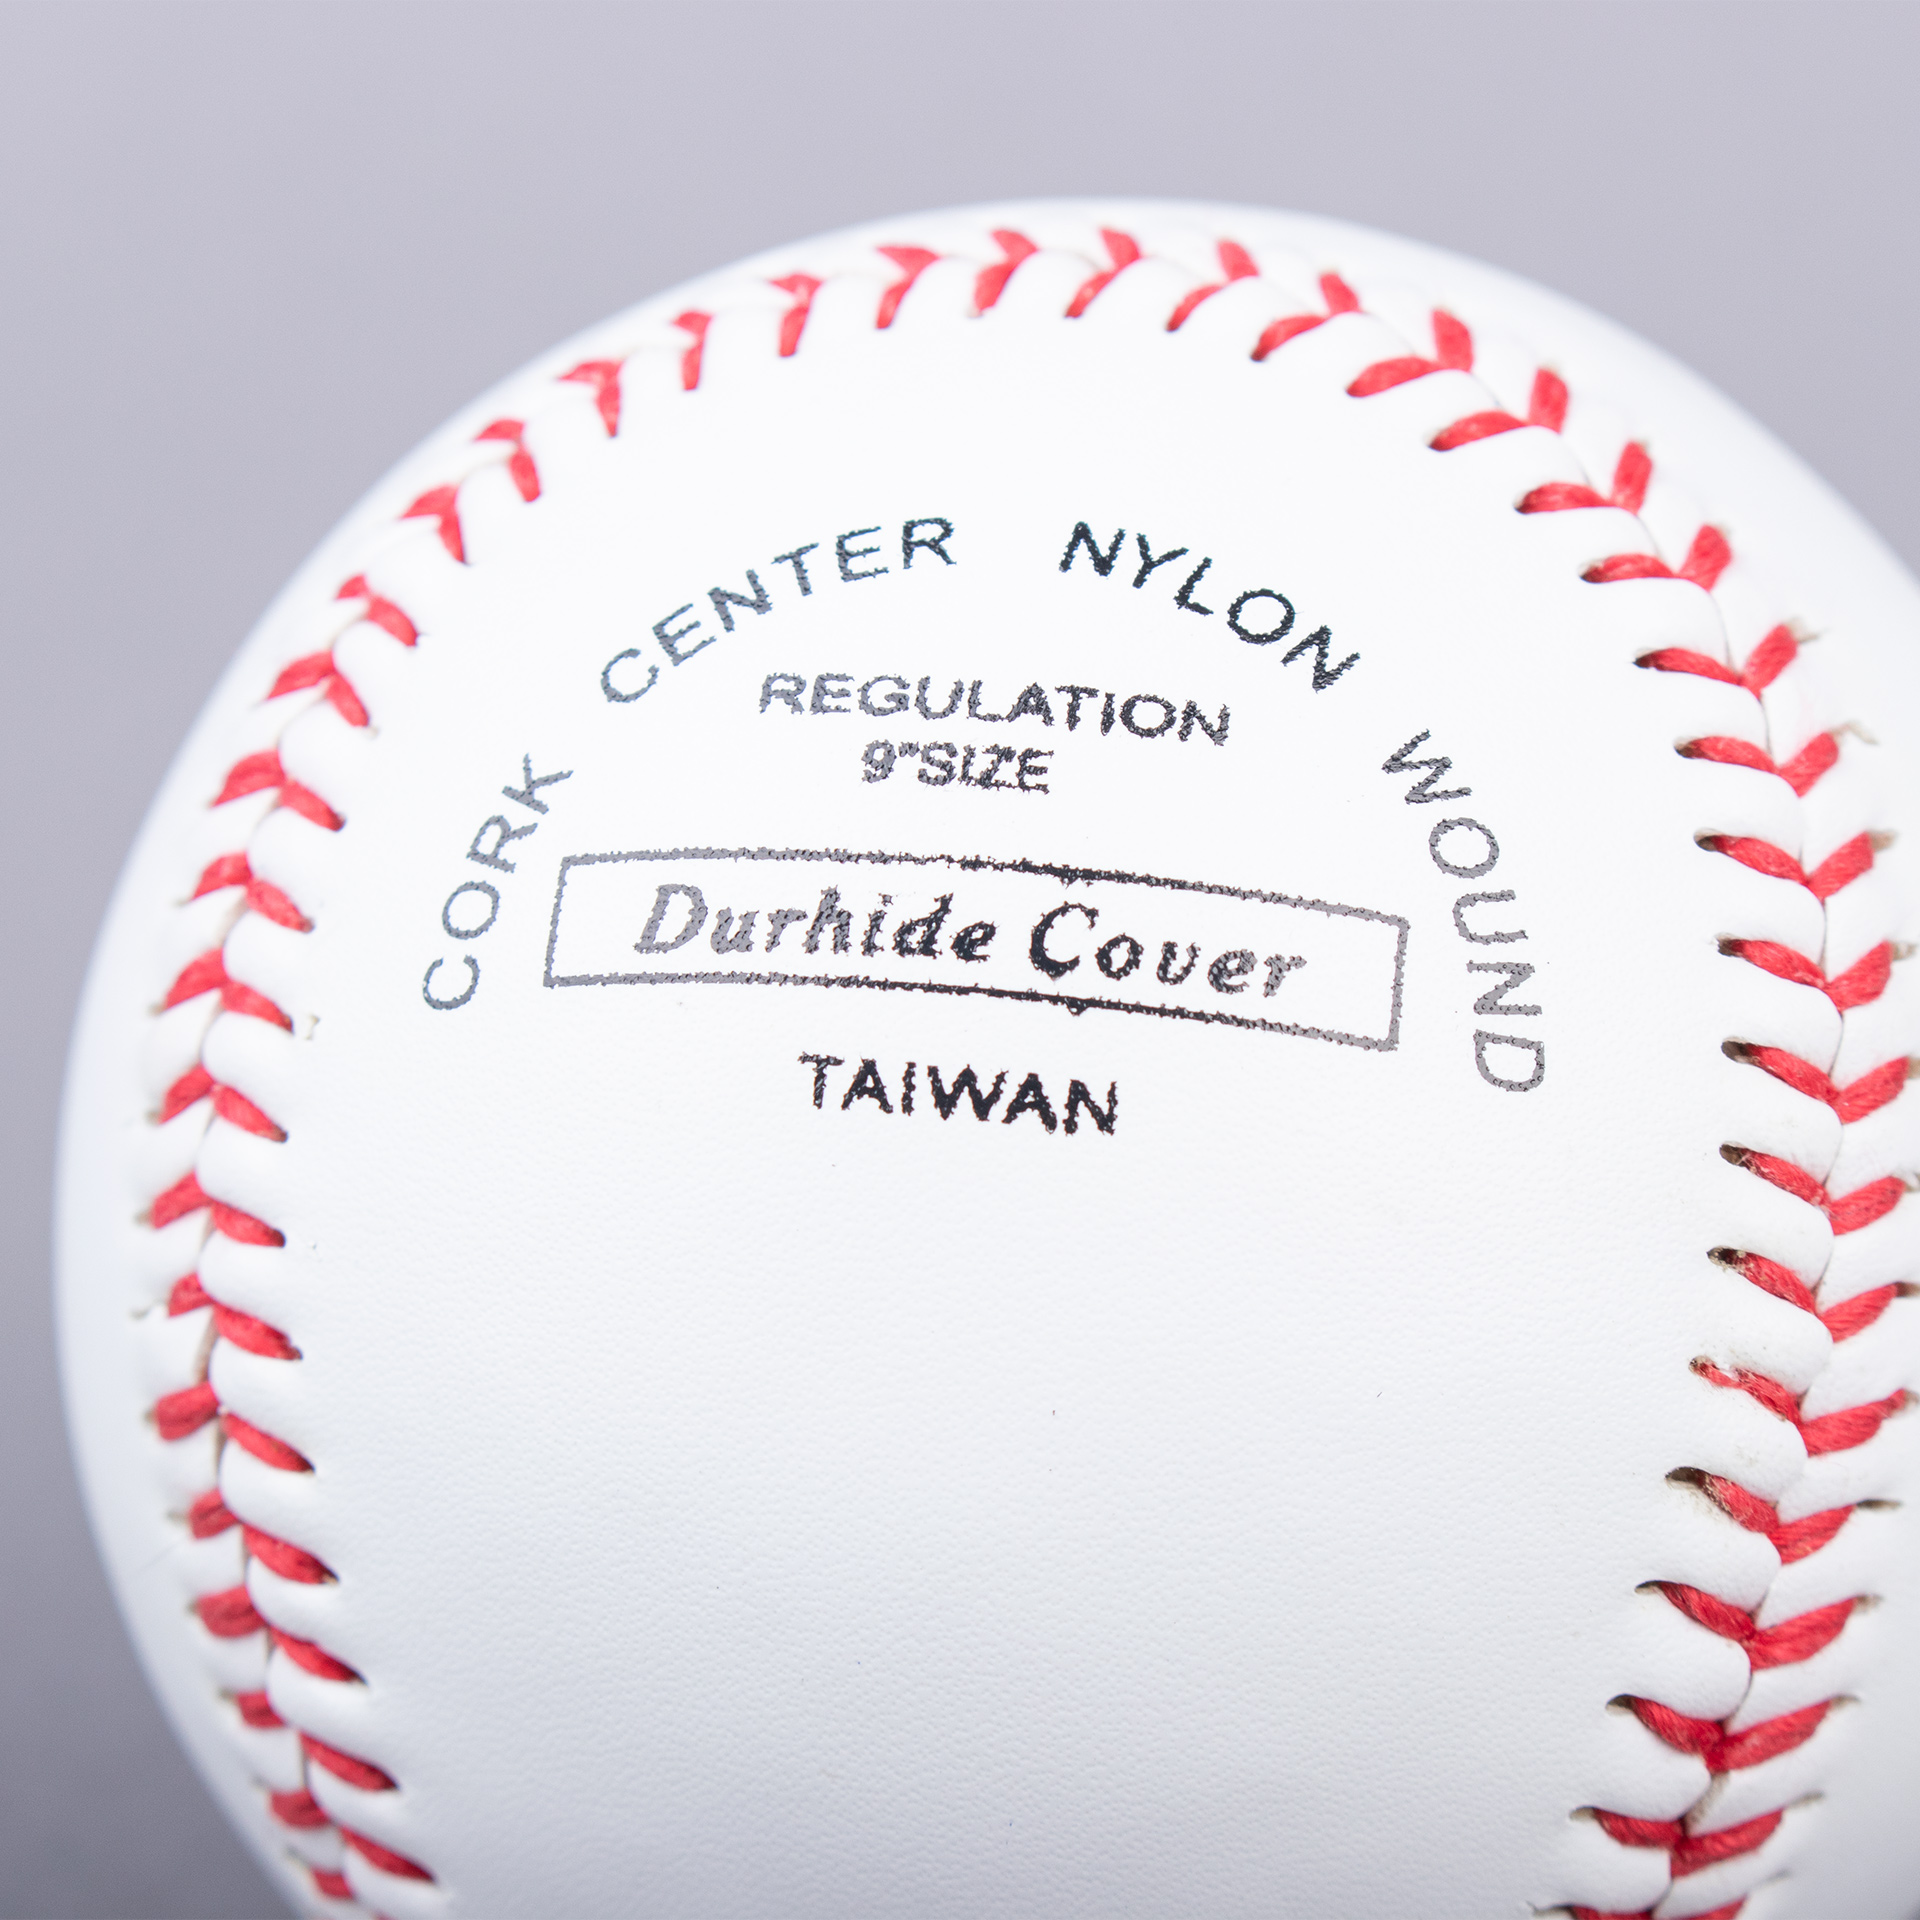 CORK CENTER NYLON WOUND
REGULATION
9"SIZE
Durhide Cover
TAIWAN